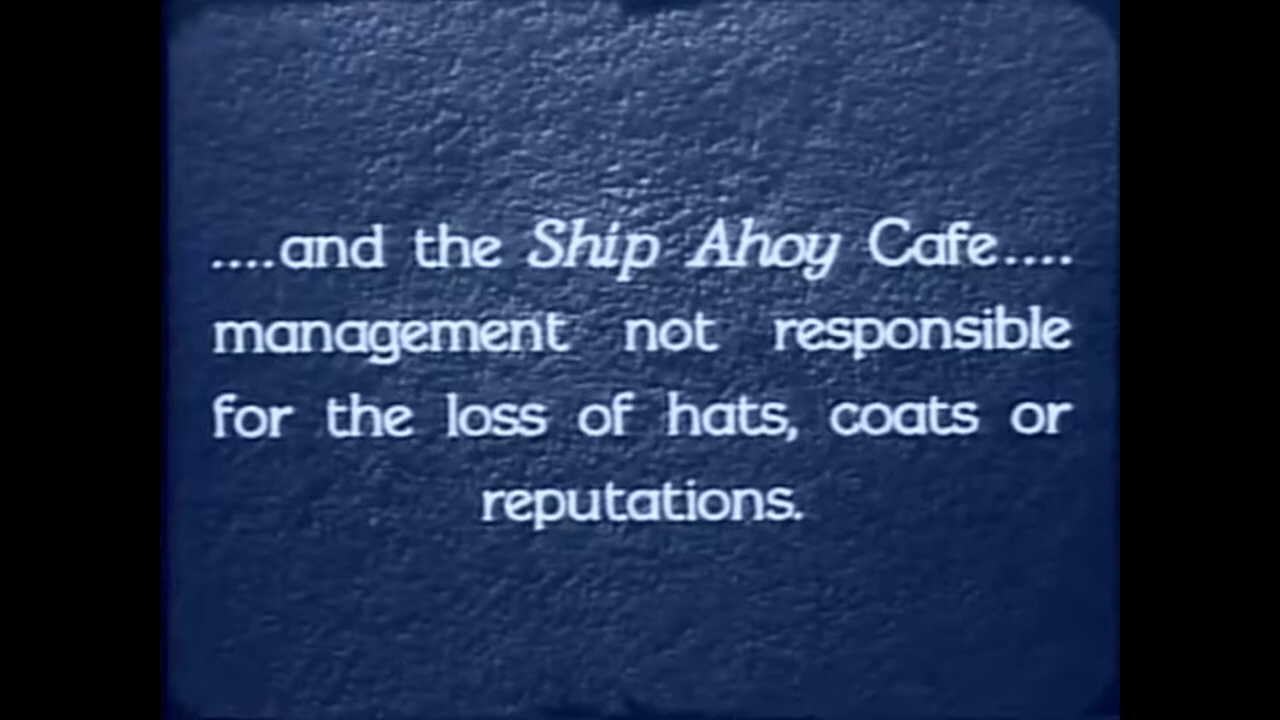 ....and the Ship Ahoy Cafe....
management not responsible
for the loss of hats, coats or
reputations.